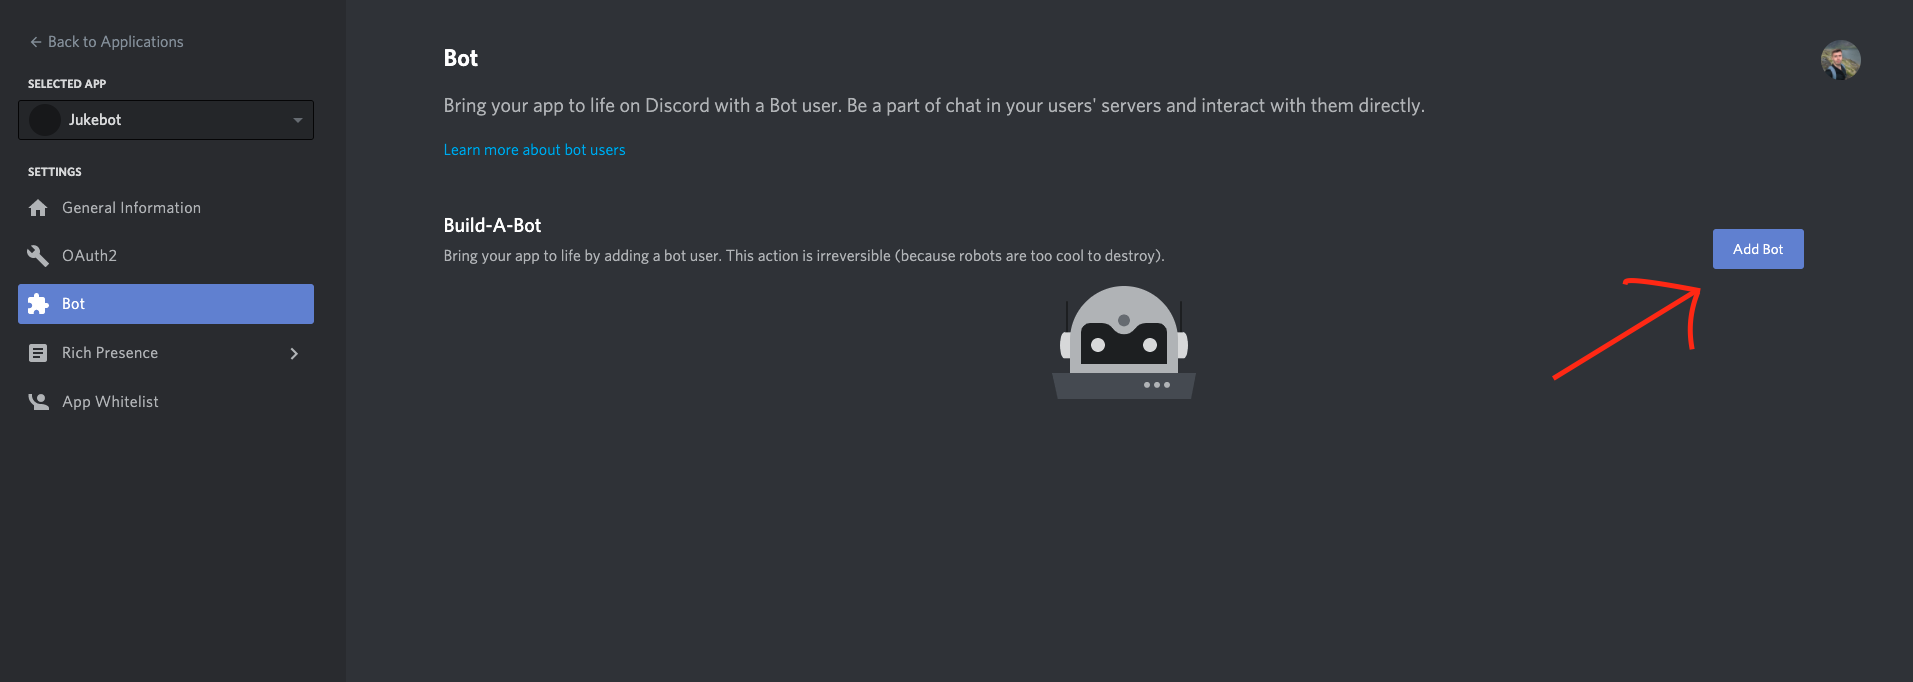 Back to Applications
SELECTED APP
Jukebot
SETTINGS
General Information
OAuth2
Bot
Rich Presence
App Whitelist
Bot
Bring your app to life on Discord with a Bot user. Be a part of chat in your users' servers and interact with them directly.
Learn more about bot users
Build-A-Bot
Bring your app to life by adding a bot user. This action is irreversible (because robots are too cool to destroy).
Add Bot